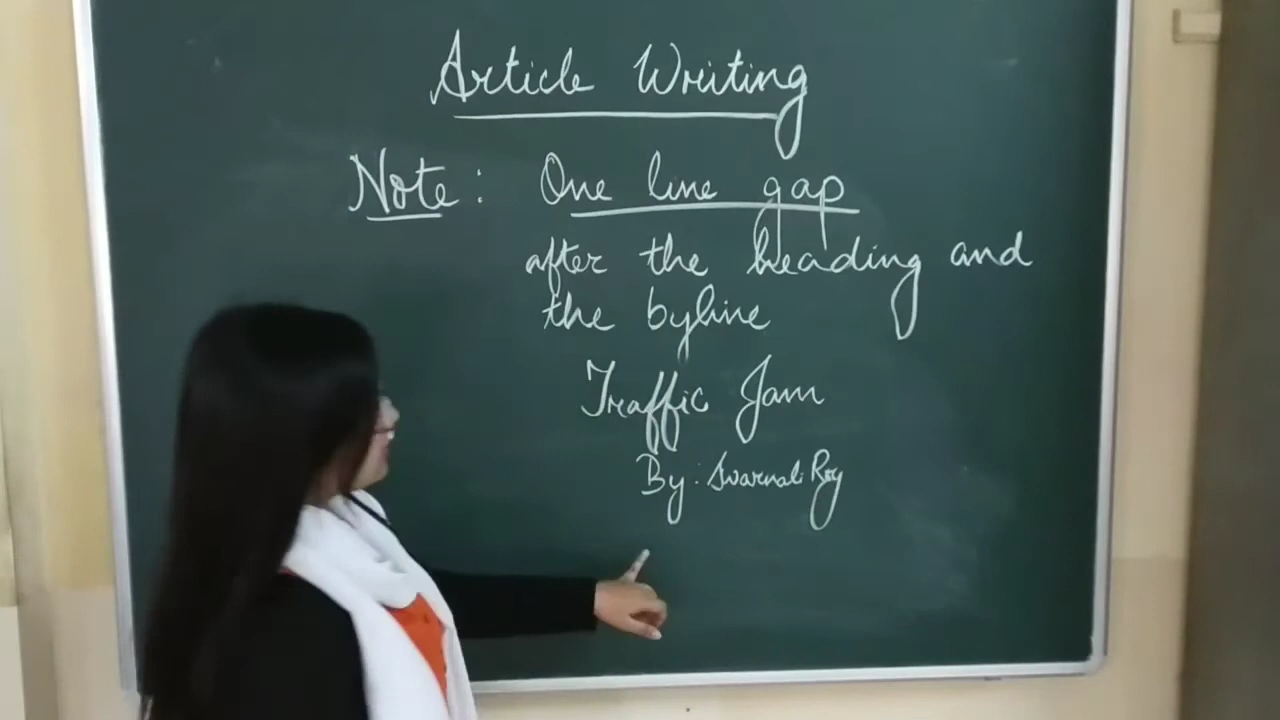 Article Writing
Note: One line gap
after the heading and
the byline
Traffic Jam
By: Swarnali Roy